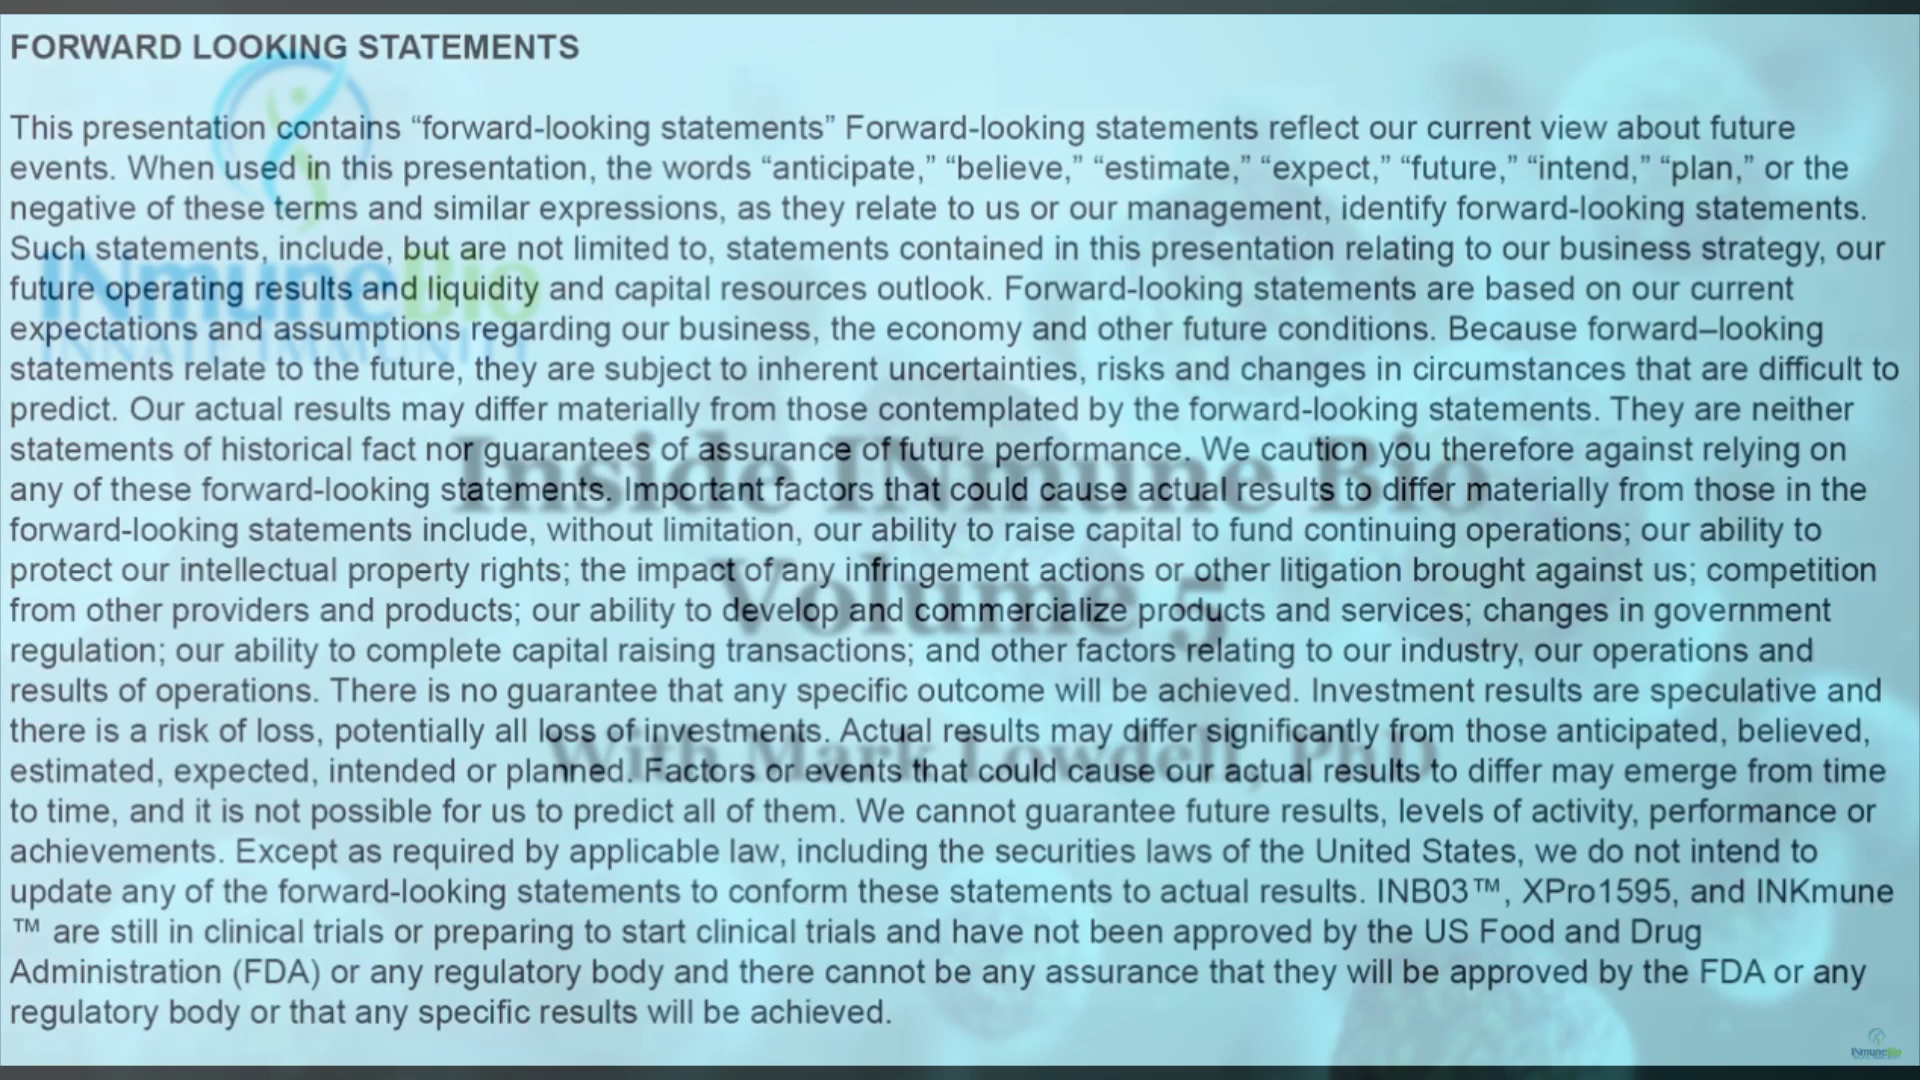 FORWARD LOOKING STATEMENTS
This presentation contains “forward-looking statements” Forward-looking statements reflect our current view about future
events. When used in this presentation, the words “anticipate,” “believe,” “estimate,” “expect,” “future,” “intend,” “plan,” or the
negative of these terms and similar expressions, as they relate to us or our management, identify forward-looking statements.
Such statements, include, but are not limited to, statements contained in this presentation relating to our business strategy, our
future operating results and liquidity and capital resources outlook. Forward-looking statements are based on our current
expectations and assumptions regarding our business, the economy and other future conditions. Because forward–looking
statements relate to the future, they are subject to inherent uncertainties, risks and changes in circumstances that are difficult to
predict. Our actual results may differ materially from those contemplated by the forward-looking statements. They are neither
statements of historical fact nor guarantees of assurance of future performance. We caution you therefore against relying on
any of these forward-looking statements. Important factors that could cause actual results to differ materially from those in the
forward-looking statements include, without limitation, our ability to raise capital to fund continuing operations; our ability to
protect our intellectual property rights; the impact of any infringement actions or other litigation brought against us; competition
from other providers and products; our ability to develop and commercialize products and services; changes in government
regulation; our ability to complete capital raising transactions; and other factors relating to our industry, our operations and
results of operations. There is no guarantee that any specific outcome will be achieved. Investment results are speculative and
there is a risk of loss, potentially all loss of investments. Actual results may differ significantly from those anticipated, believed,
estimated, expected, intended or planned. Factors or events that could cause our actual results to differ may emerge from time
to time, and it is not possible for us to predict all of them. We cannot guarantee future results, levels of activity, performance or
achievements. Except as required by applicable law, including the securities laws of the United States, we do not intend to
update any of the forward-looking statements to conform these statements to actual results. INB03™, XPro1595, and INKmune
™ are still in clinical trials or preparing to start clinical trials and have not been approved by the US Food and Drug
Administration (FDA) or any regulatory body and there cannot be any assurance that they will be approved by the FDA or any
regulatory body or that any specific results will be achieved.
INmuneBio
Inside INmune Bio
Volume 5
With Mark Lowdell, PhD
INmuneBio